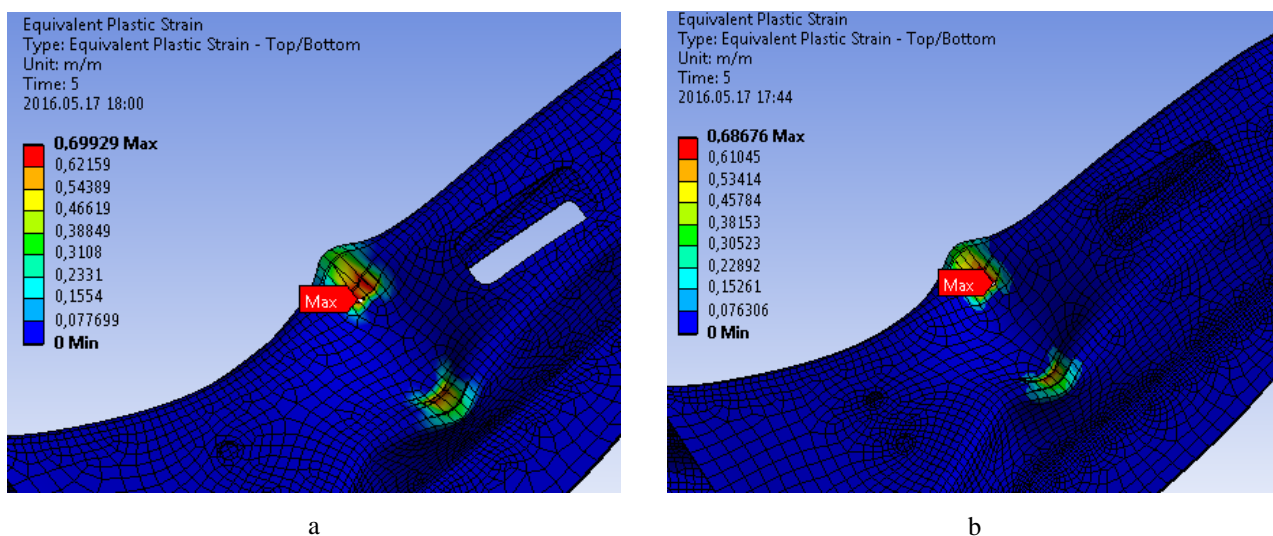 Equivalent Plastic Strain
Type: Equivalent Plastic Strain - Top/Bottom
Unit: m/m
Time: 5
2016.05.17 18:00
0,69929 Max
0,62159
0,54389
0,46619
0,38849
0,3108
0,2331
0,1554
0,077699
0 Min
Max
a
Equivalent Plastic Strain
Type: Equivalent Plastic Strain - Top/Bottom
Unit: m/m
Time: 5
2016.05.17 17:44
0,68676 Max
0,61045
0,53414
0,45784
0,38153
0,30523
0,22892
0,15261
0,076306
0 Min
Max
b